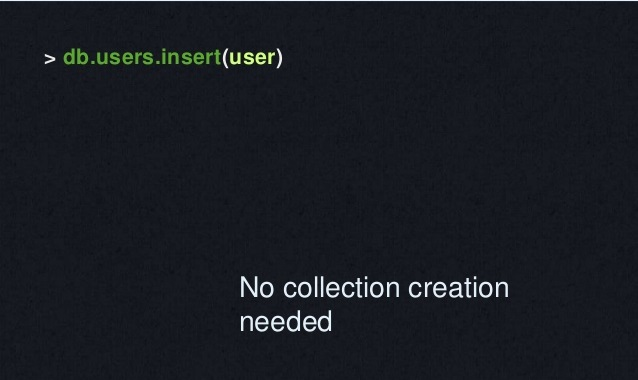 > db.users.insert(user)
No collection creation
needed